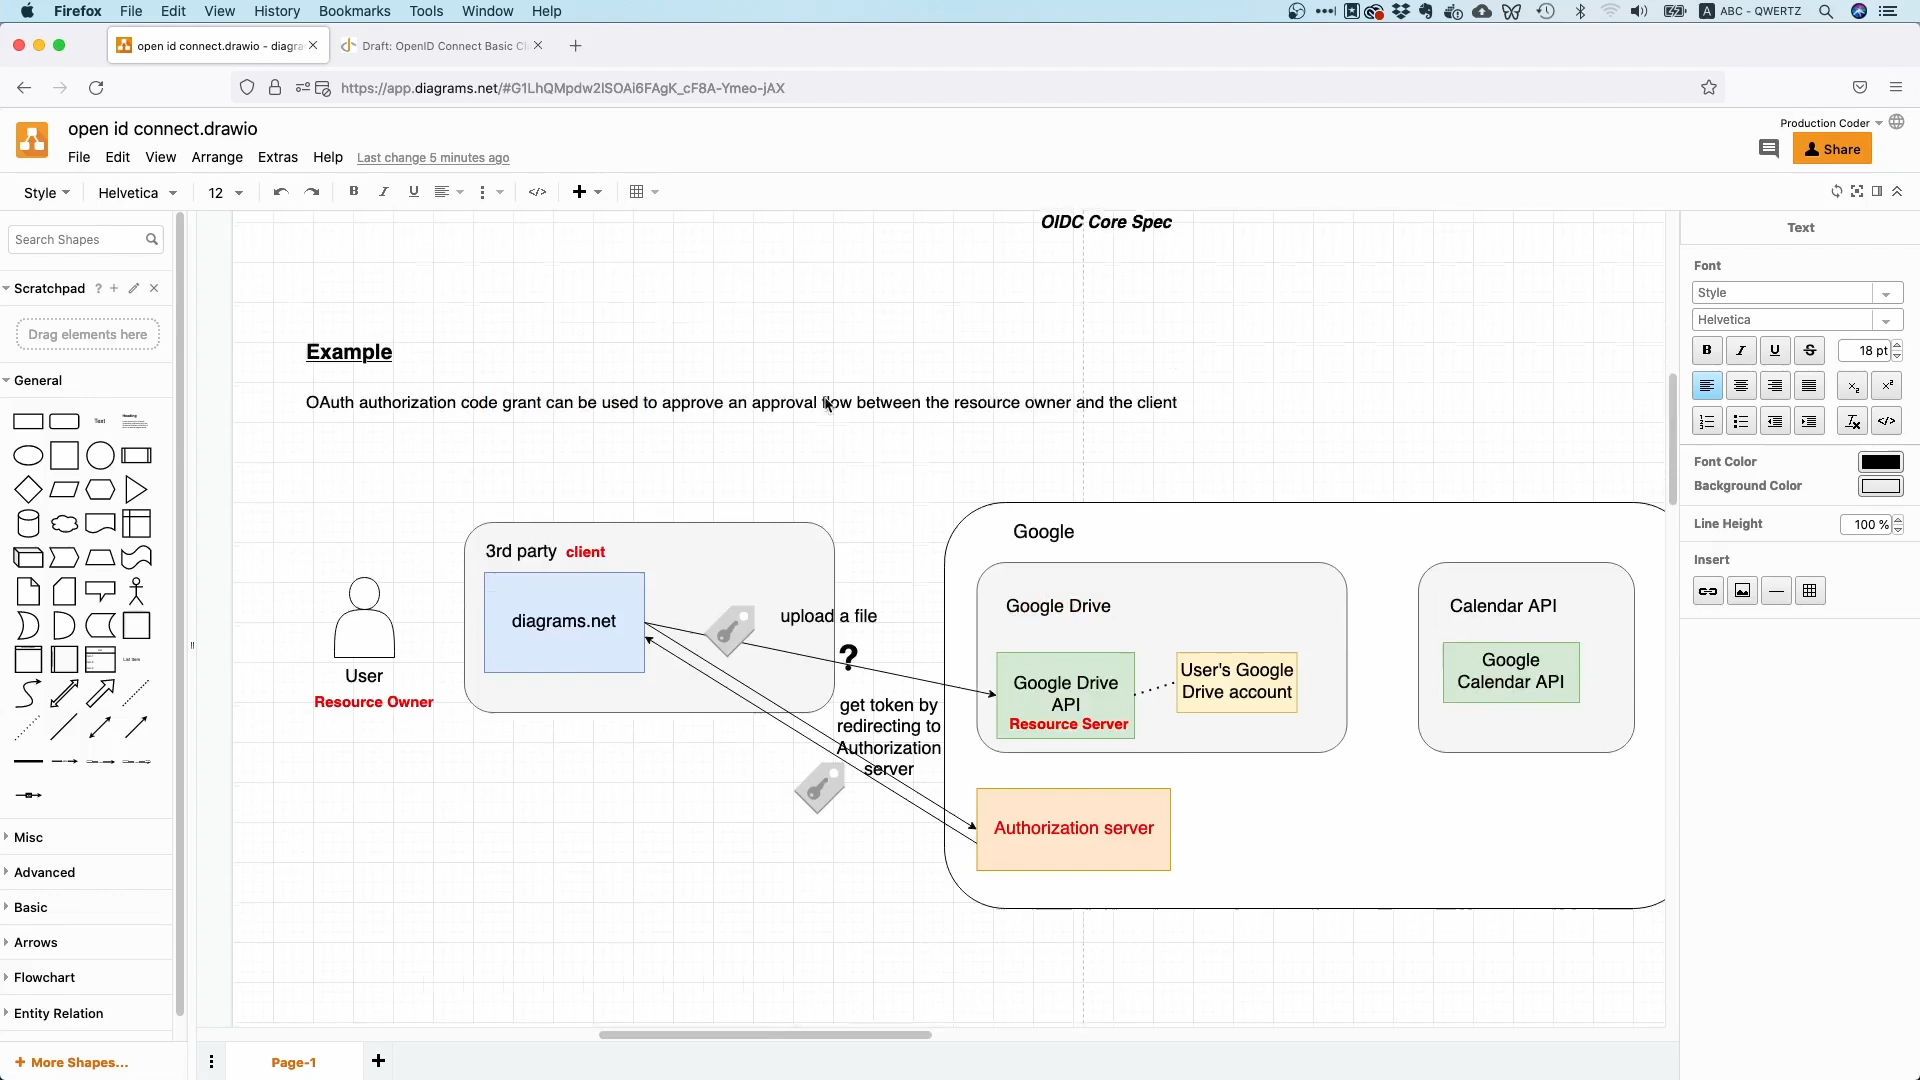 Firefox File Edit View History Bookmarks Tools Window Help
A ABC - QWERTZ
open id connect.drawio - diagra
Draft: OpenID Connect Basic Cl
https://app.diagrams.net/#G1LhQMpdw2lSOAi6FAgK_cF8A-Ymeo-jAX
open id connect.drawio
Production Coder
File Edit View Arrange Extras Help Last change 5 minutes ago
Share
Style Helvetica 12 B I U </>
Search Shapes
Scratchpad ? + ×
Drag elements here
General
Text
Heading
List Item
Misc
Advanced
Basic
Arrows
Flowchart
Entity Relation
+ More Shapes...
OIDC Core Spec
Example
OAuth authorization code grant can be used to approve an approval flow between the resource owner and the client
User
Resource Owner
3rd party client
diagrams.net
upload a file
?
get token by
redirecting to
Authorization
server
Google
Google Drive
Google Drive
API
Resource Server
User's Google
Drive account
Calendar API
Google
Calendar API
Authorization server
Page-1
Text
Font
Style
Helvetica
B I U S 18 pt
Font Color
Background Color
Line Height 100 %
Insert